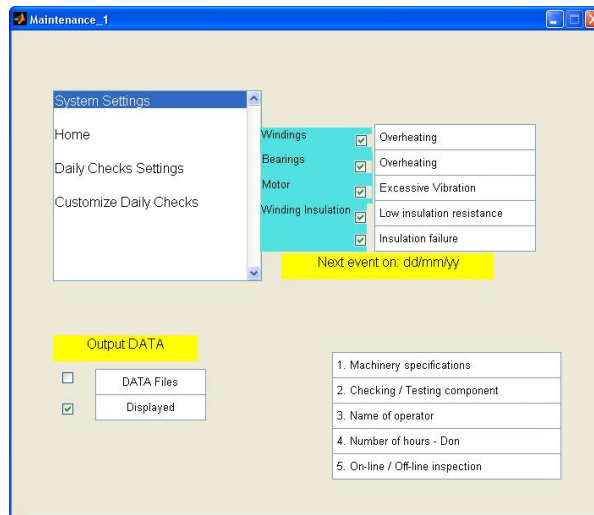 Maintenance_1
System Settings
Home
Daily Checks Settings
Customize Daily Checks
Windings
Overheating
Bearings
Overheating
Motor
Excessive Vibration
Winding Insulation
Low insulation resistance
Insulation failure
Next event on: dd/mm/yy
Output DATA
DATA Files
Displayed
1. Machinery specifications
2. Checking / Testing component
3. Name of operator
4. Number of hours - Don
5. On-line / Off-line inspection